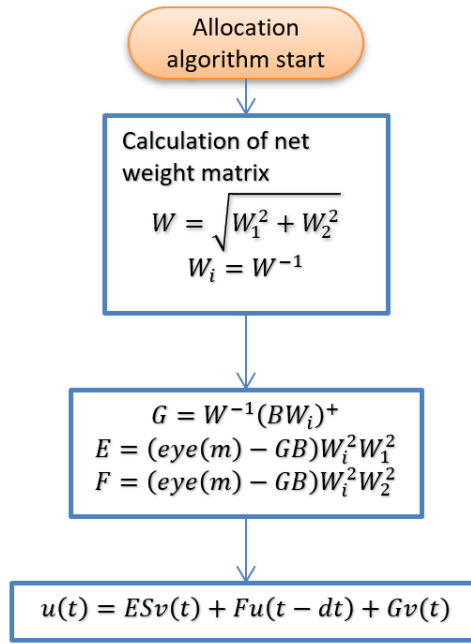 Allocation
algorithm start
Calculation of net
weight matrix
W = √(W₁² + W₂²)
Wᵢ = W⁻¹
G = W⁻¹(BWᵢ)⁺
E = (eye(m) − GB)Wᵢ²W₁²
F = (eye(m) − GB)Wᵢ²W₂²
u(t) = ESv(t) + Fu(t − dt) + Gv(t)